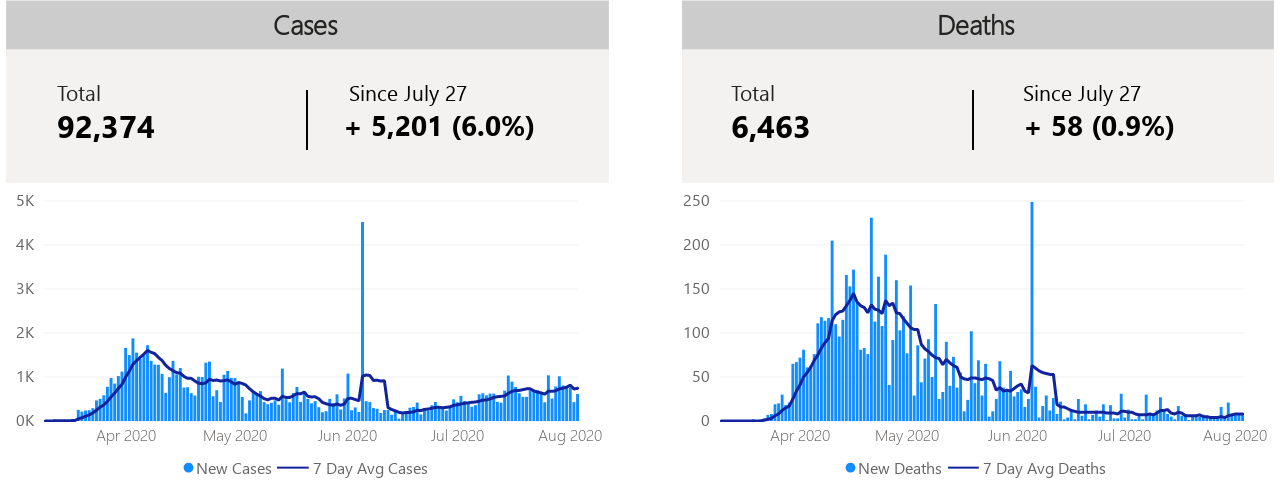 Cases
Total
92,374
Since July 27
+ 5,201 (6.0%)
5K
4K
3K
2K
1K
0K
Apr 2020
May 2020
Jun 2020
Jul 2020
Aug 2020
New Cases
7 Day Avg Cases
Deaths
Total
6,463
Since July 27
+ 58 (0.9%)
250
200
150
100
50
0
Apr 2020
May 2020
Jun 2020
Jul 2020
Aug 2020
New Deaths
7 Day Avg Deaths